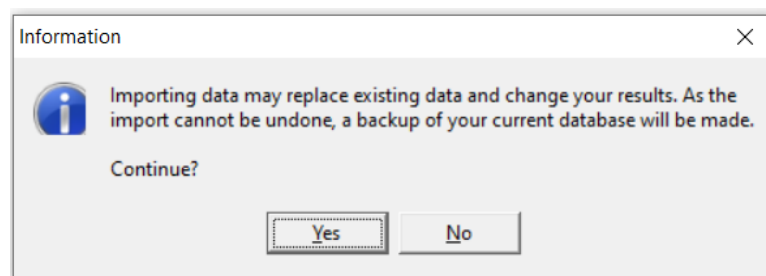 Information
Importing data may replace existing data and change your results. As the
import cannot be undone, a backup of your current database will be made.
Continue?
Yes
No